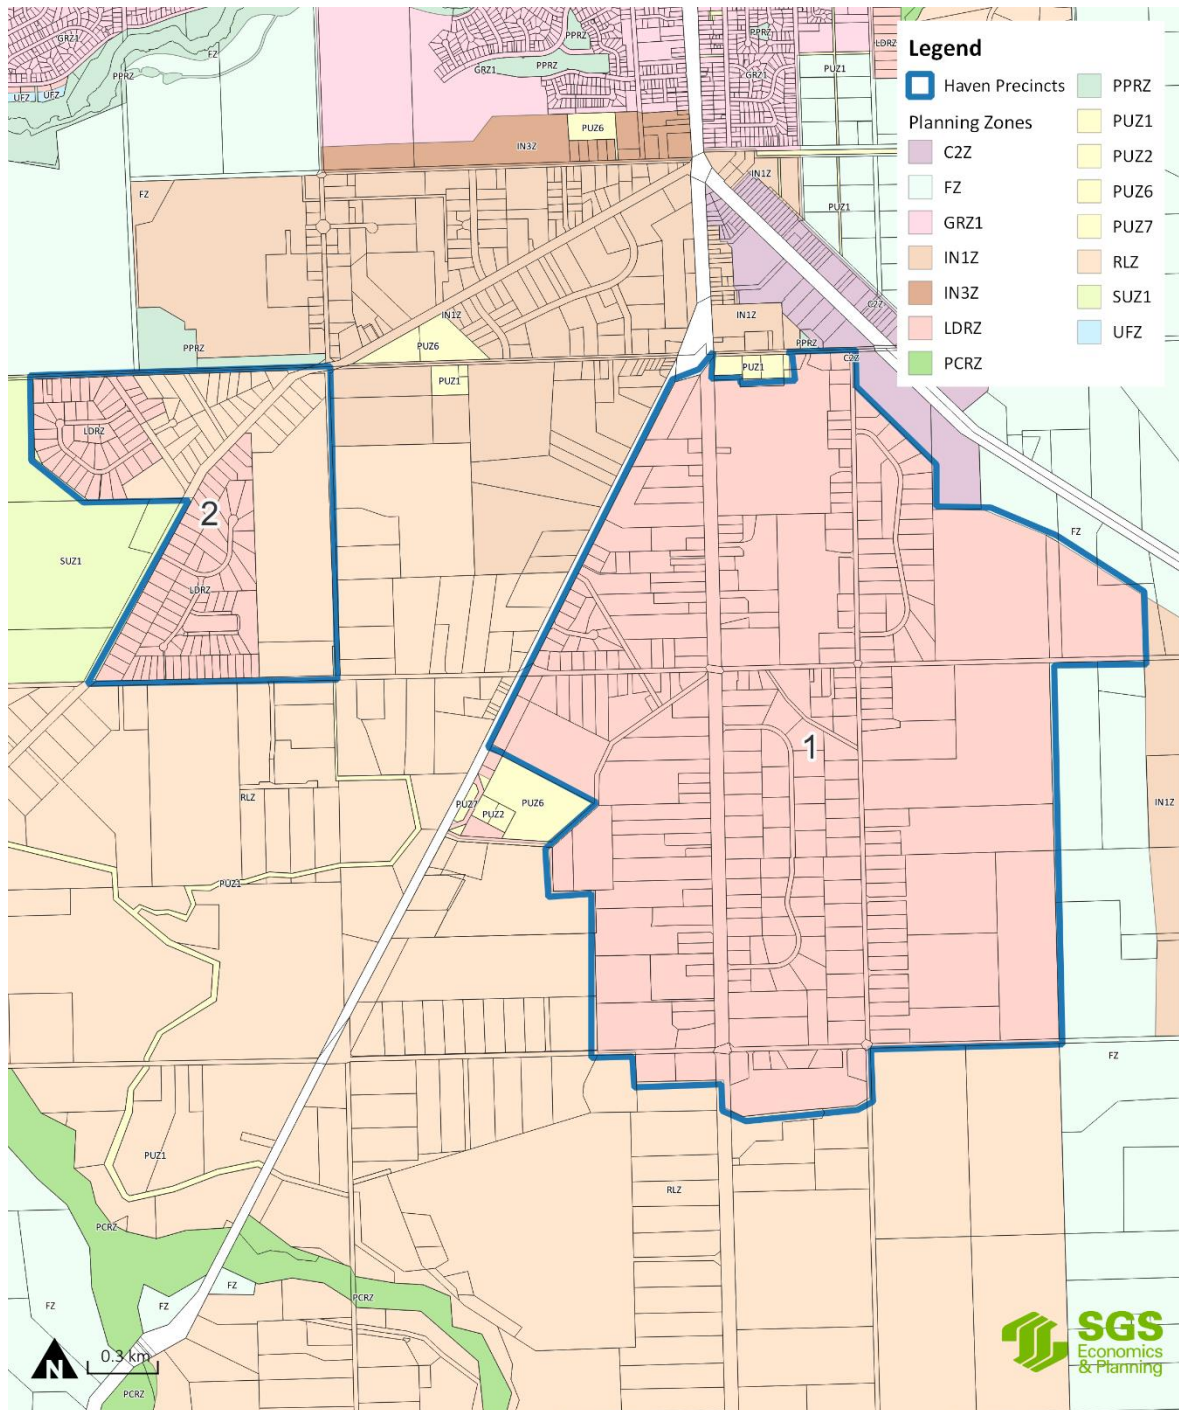 GRZ1
PPRZ
FZ
UFZ
UFZ
PPRZ
GRZ1
PPRZ
PPRZ
GRZ1
PUZ1
LDRZ
Legend
Haven Precincts
Planning Zones
C2Z
FZ
GRZ1
IN1Z
IN3Z
LDRZ
PCRZ
PPRZ
PUZ1
PUZ2
PUZ6
PUZ7
RLZ
SUZ1
UFZ
PUZ6
IN3Z
IN1Z
FZ
PUZ1
C2Z
IN1Z
IN1Z
PUZ6
PPRZ
PPRZ
C2Z
PUZ1
PUZ1
LDRZ
2
SUZ1
LDRZ
FZ
1
RLZ
PUZ7
PUZ2
PUZ6
IN1Z
PUZ1
FZ
PUZ1
RLZ
PCRZ
FZ
PCRZ
FZ
FZ
PCRZ
N
0.3 km
SGS
Economics
& Planning